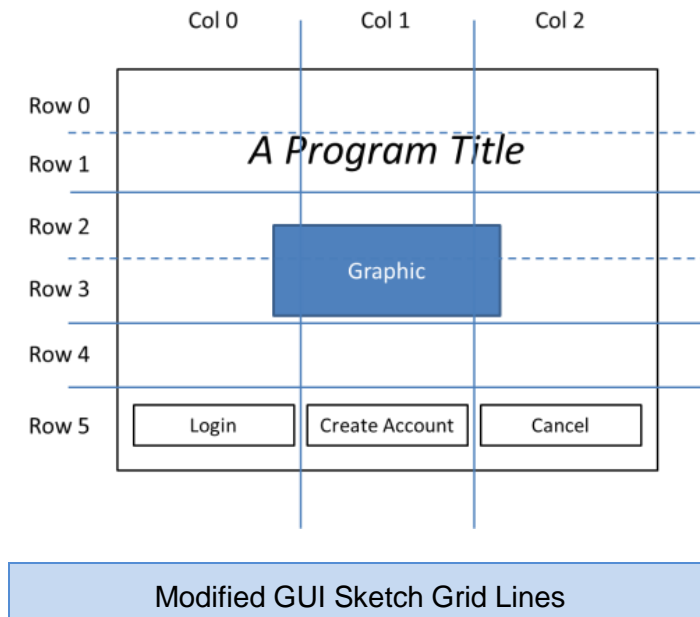 Col 0 Col 1 Col 2
Row 0
A Program Title
Row 1
Row 2
Graphic
Row 3
Row 4
Row 5 Login Create Account Cancel
Modified GUI Sketch Grid Lines